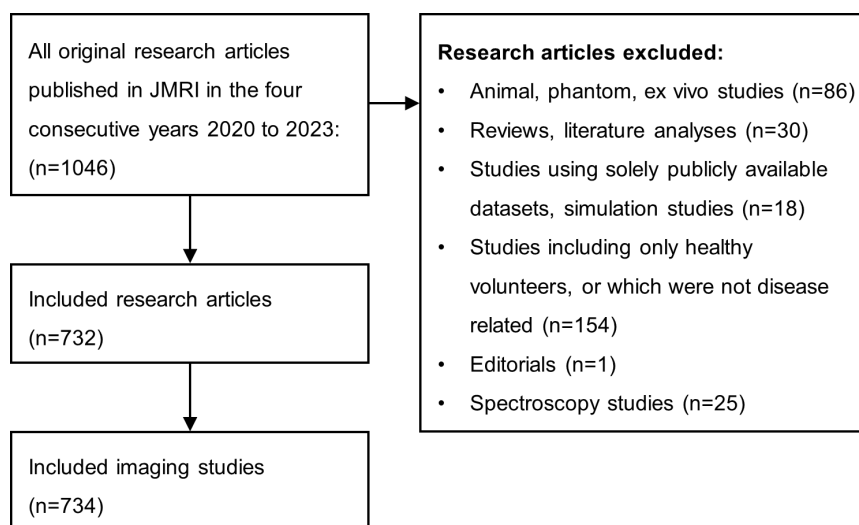 All original research articles
published in JMRI in the four
consecutive years 2020 to 2023:
(n=1046)
Research articles excluded:
• Animal, phantom, ex vivo studies (n=86)
• Reviews, literature analyses (n=30)
• Studies using solely publicly available
datasets, simulation studies (n=18)
• Studies including only healthy
volunteers, or which were not disease
related (n=154)
• Editorials (n=1)
• Spectroscopy studies (n=25)
Included research articles
(n=732)
Included imaging studies
(n=734)